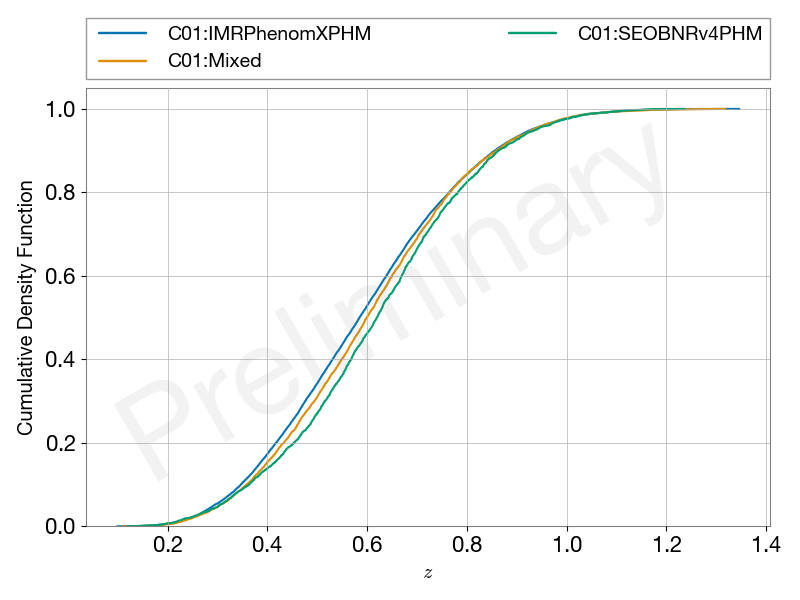 C01:IMRPhenomXPHM
C01:Mixed
C01:SEOBNRv4PHM
Preliminary
Cumulative Density Function
1.0
0.8
0.6
0.4
0.2
0.0
0.2 0.4 0.6 0.8 1.0 1.2 1.4
z